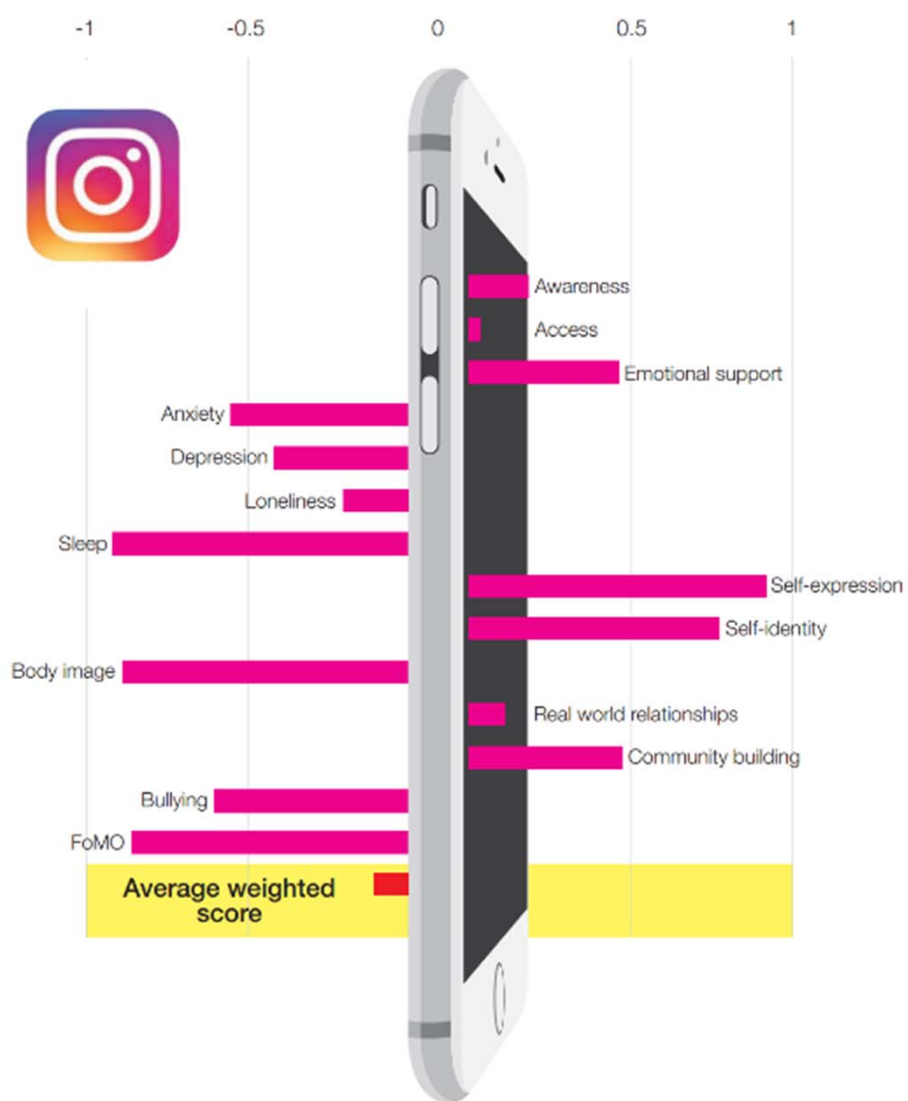 -1 -0.5 0 0.5 1
Awareness
Access
Emotional support
Anxiety
Depression
Loneliness
Sleep
Self-expression
Self-identity
Body image
Real world relationships
Community building
Bullying
FoMO
Average weighted
score